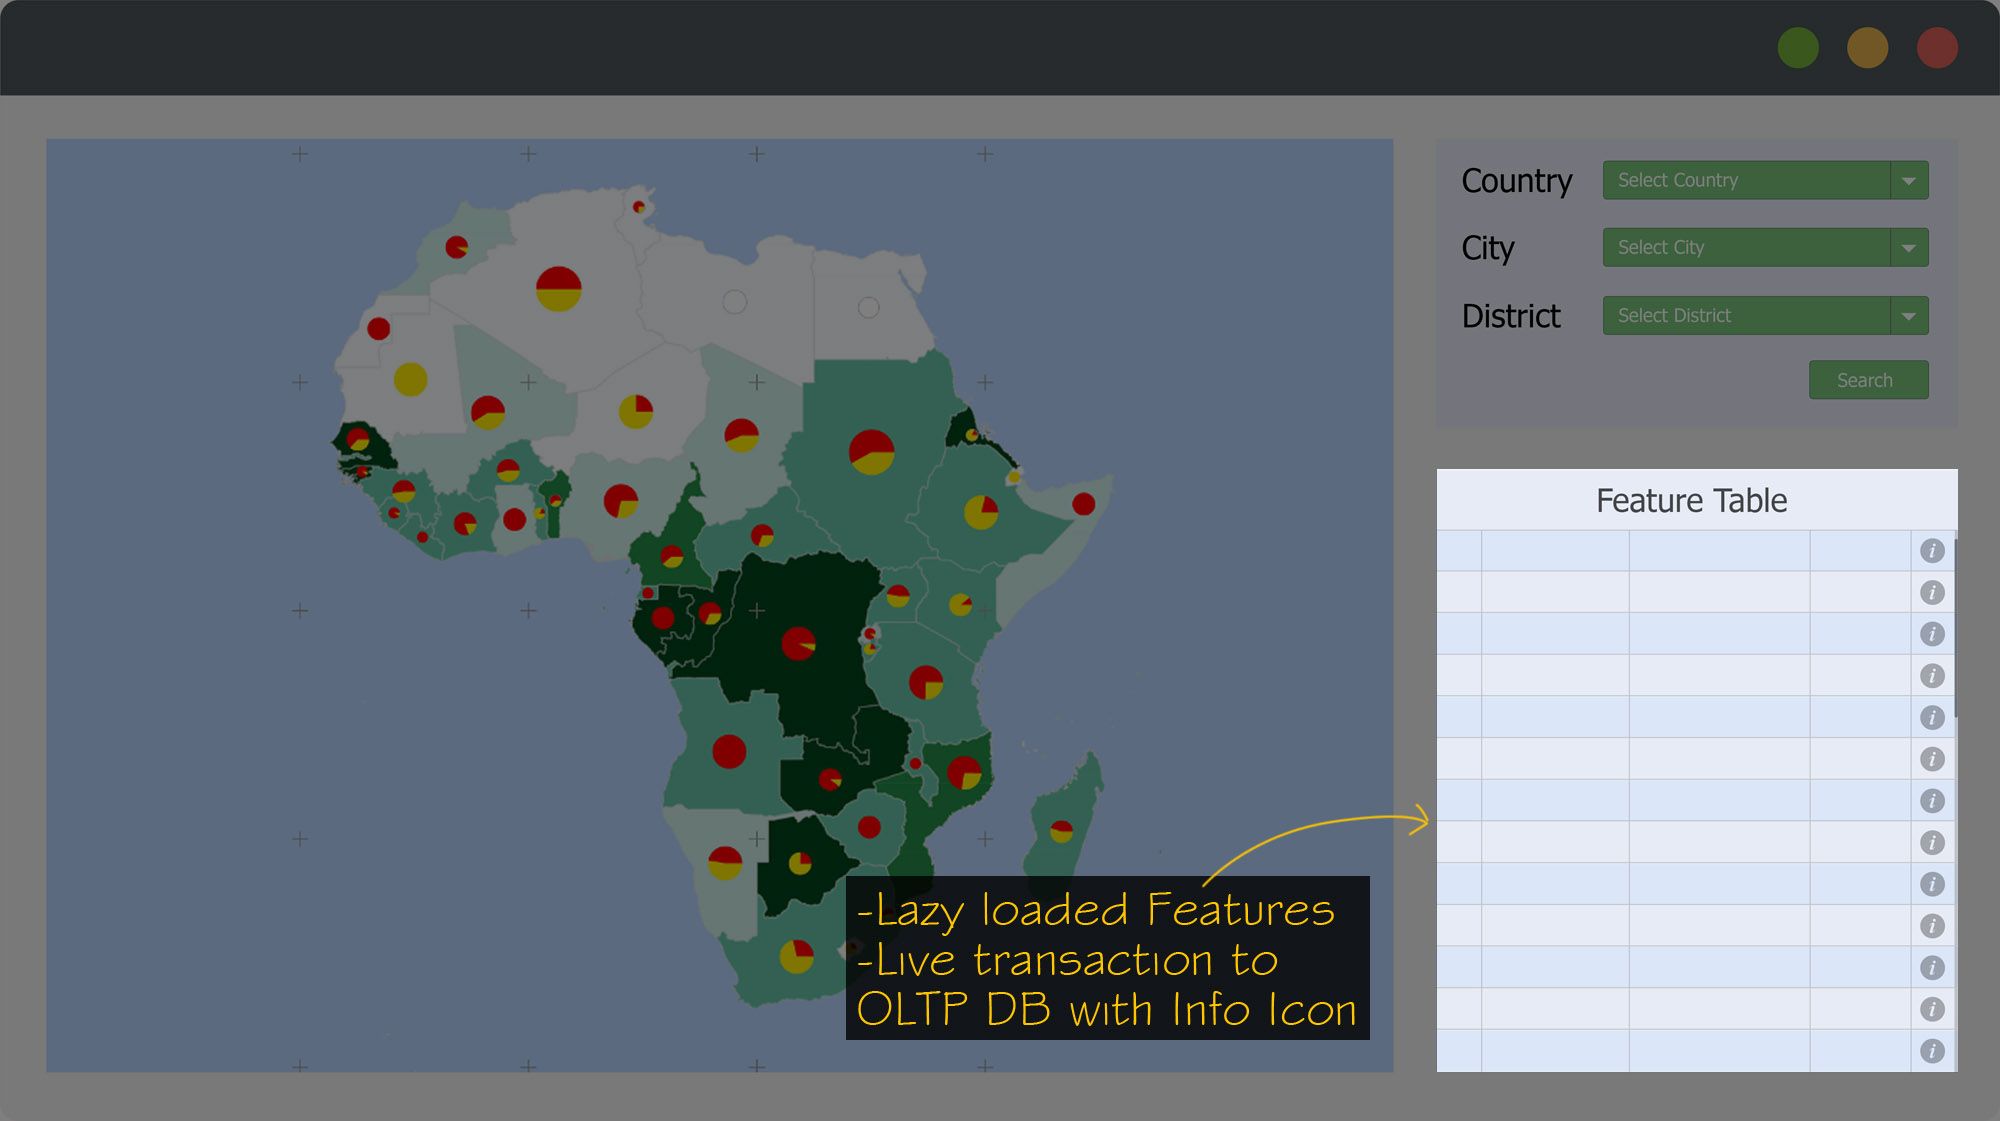 Country
Select Country
City
Select City
District
Select District
Search
Feature Table
i
i
i
i
i
i
i
i
i
i
i
i
i
-Lazy loaded Features
-Live transaction to
OLTP DB with Info Icon